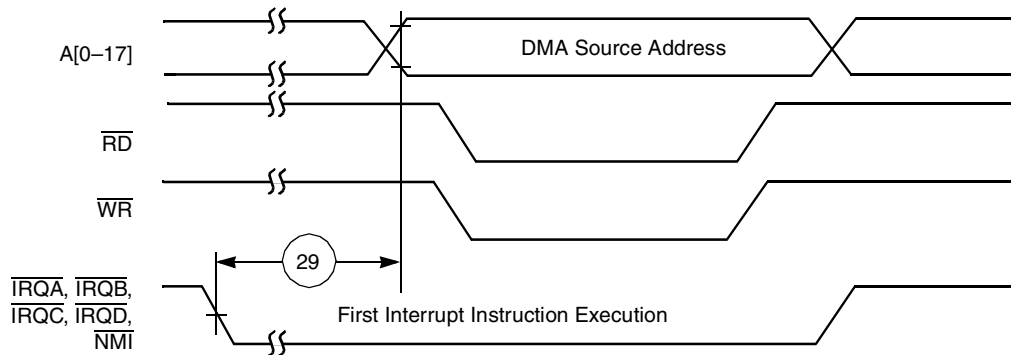 A[0–17]
DMA Source Address
RD
WR
29
IRQA, IRQB,
IRQC, IRQD,
NMI
First Interrupt Instruction Execution